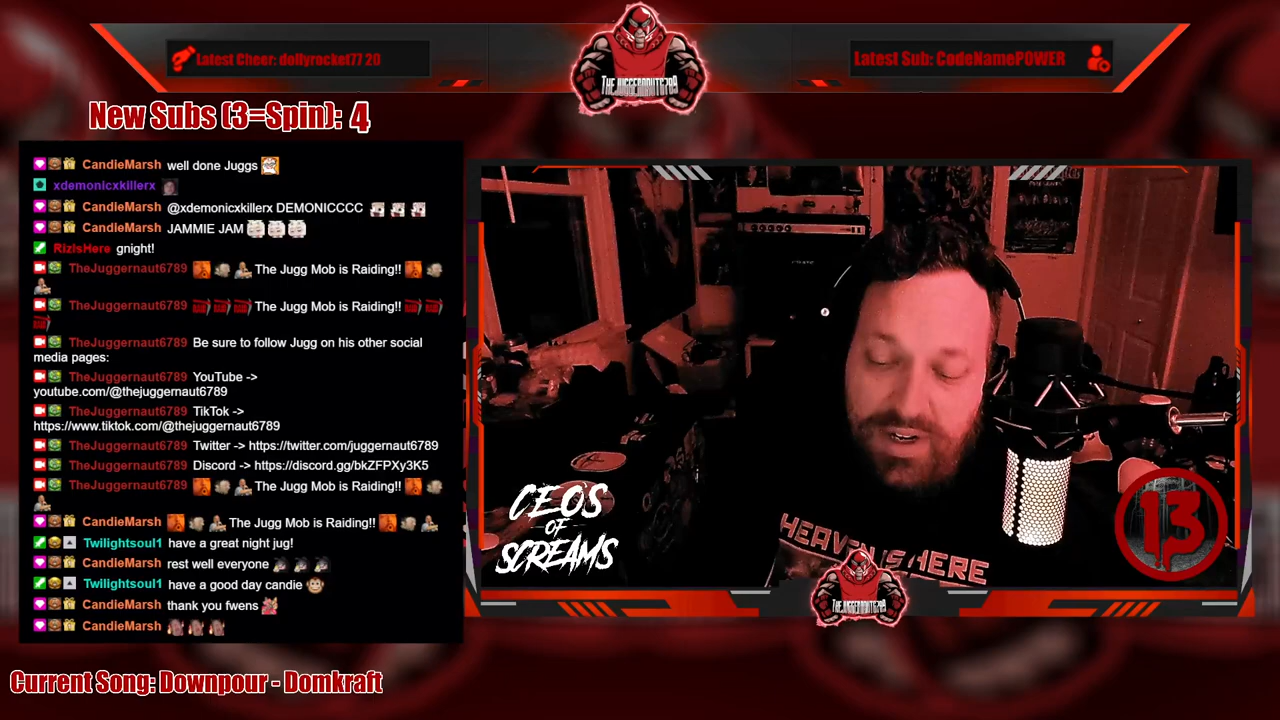 Latest Cheer: dollyrocket77 20
THEJUGGERNAUT6789
Latest Sub: CodeNamePOWER
New Subs (3=Spin): 4
CandieMarsh well done Juggs
xdemonicxkillerx
CandieMarsh @xdemonicxkillerx DEMONICCCC
CandieMarsh JAMMIE JAM
RizIsHere gnight!
TheJuggernaut6789 The Jugg Mob is Raiding!!
TheJuggernaut6789 The Jugg Mob is Raiding!!
TheJuggernaut6789 Be sure to follow Jugg on his other social
media pages:
TheJuggernaut6789 YouTube ->
youtube.com/@thejuggernaut6789
TheJuggernaut6789 TikTok ->
https://www.tiktok.com/@thejuggernaut6789
TheJuggernaut6789 Twitter -> https://twitter.com/juggernaut6789
TheJuggernaut6789 Discord -> https://discord.gg/bkZFPXy3K5
TheJuggernaut6789 The Jugg Mob is Raiding!!
CandieMarsh The Jugg Mob is Raiding!!
Twilightsoul1 have a great night jug!
CandieMarsh rest well everyone
Twilightsoul1 have a good day candie
CandieMarsh thank you fwens
CandieMarsh
CEO'S
OF
SCREAMS
HEAVEN IS HERE
13
THEJUGGERNAUT6789
Current Song: Downpour - Domkraft